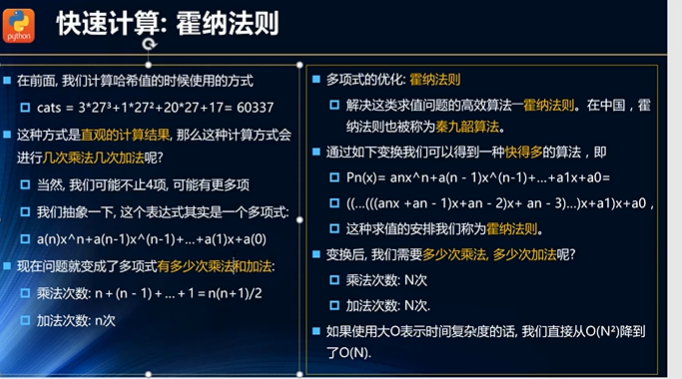 python
快速计算: 霍纳法则
在前面, 我们计算哈希值的时候使用的方式
cats = 3*27³+1*27²+20*27+17= 60337
这种方式是直观的计算结果, 那么这种计算方式会
进行几次乘法几次加法呢?
当然, 我们可能不止4项, 可能有更多项
我们抽象一下, 这个表达式其实是一个多项式:
a(n)x^n+a(n-1)x^(n-1)+…+a(1)x+a(0)
现在问题就变成了多项式有多少次乘法和加法:
乘法次数: n + (n - 1) + … + 1 = n(n+1)/2
加法次数: n次
多项式的优化: 霍纳法则
解决这类求值问题的高效算法一霍纳法则。在中国, 霍
纳法则也被称为秦九韶算法。
通过如下变换我们可以得到一种快得多的算法，即
Pn(x)= anx^n+a(n - 1)x^(n-1)+…+a1x+a0=
((…(((anx +an - 1)x+an - 2)x+ an - 3)…)x+a1)x+a0 ,
这种求值的安排我们称为霍纳法则。
变换后, 我们需要多少次乘法, 多少次加法呢?
乘法次数: N次
加法次数: N次.
如果使用大O表示时间复杂度的话, 我们直接从O(N²)降到
了O(N).